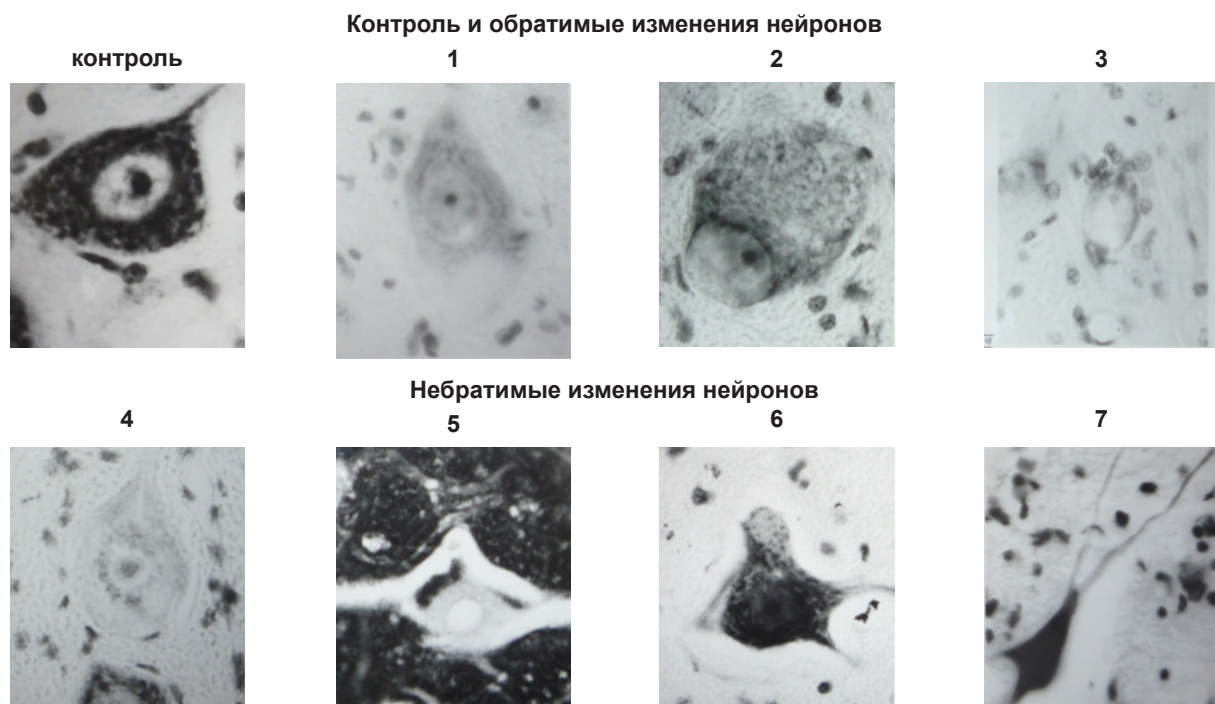 Контроль и обратимые изменения нейронов
контроль 1 2 3
Небратимые изменения нейронов
4 5 6 7